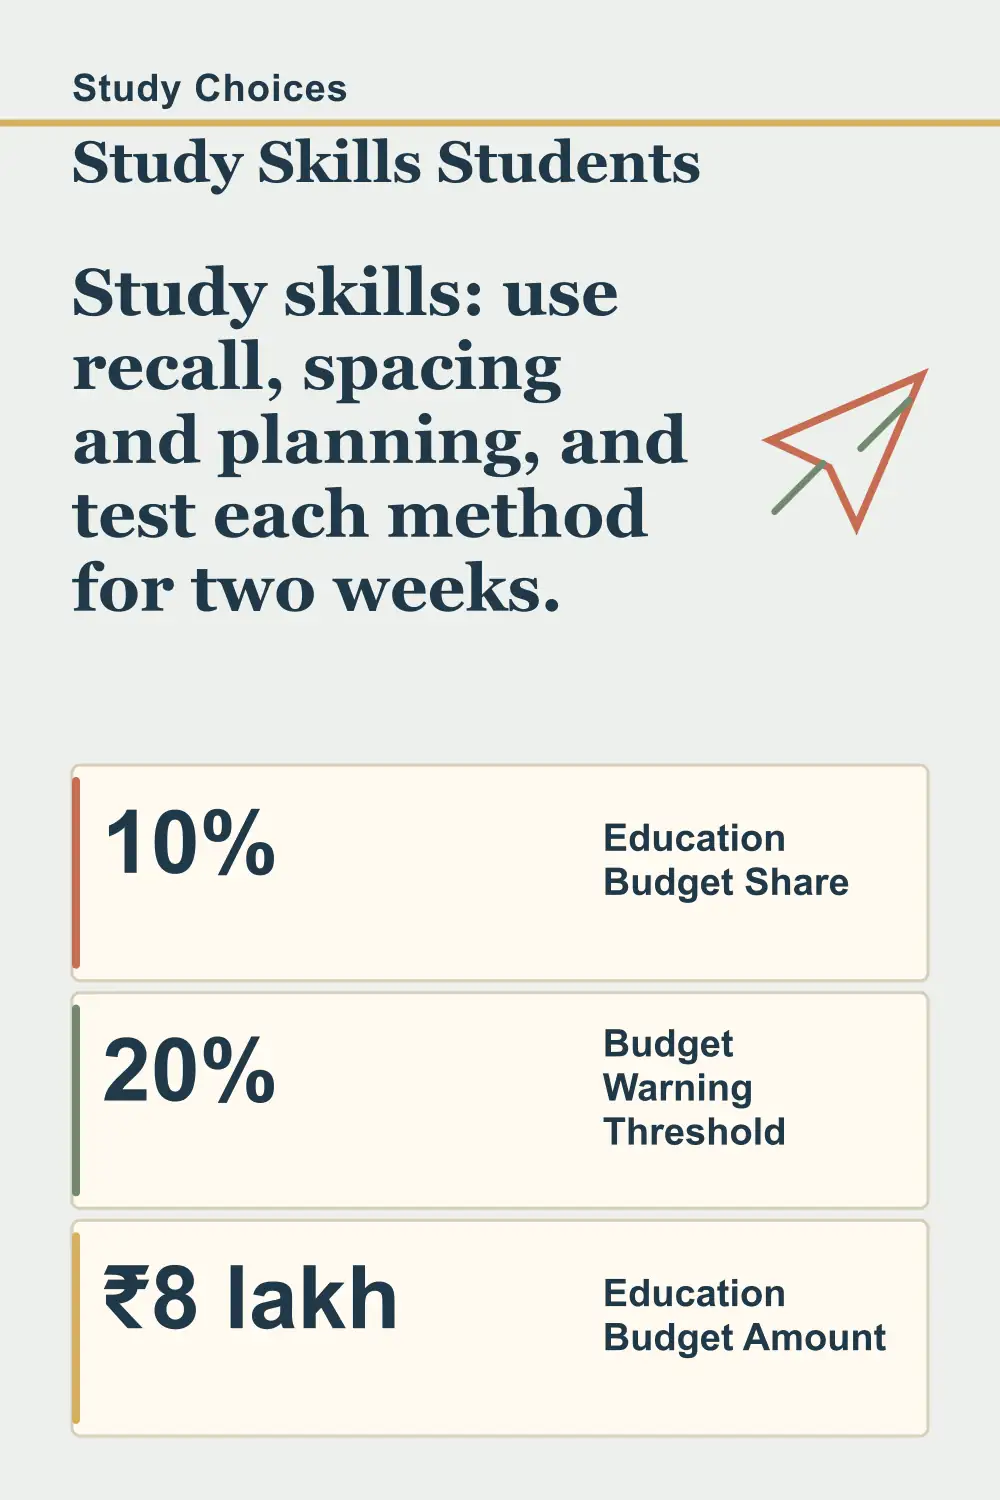 Study Choices
Study Skills Students
Study skills: use
recall, spacing
and planning, and
test each method
for two weeks.
10%
Education
Budget Share
20%
Budget
Warning
Threshold
₹8 lakh
Education
Budget Amount